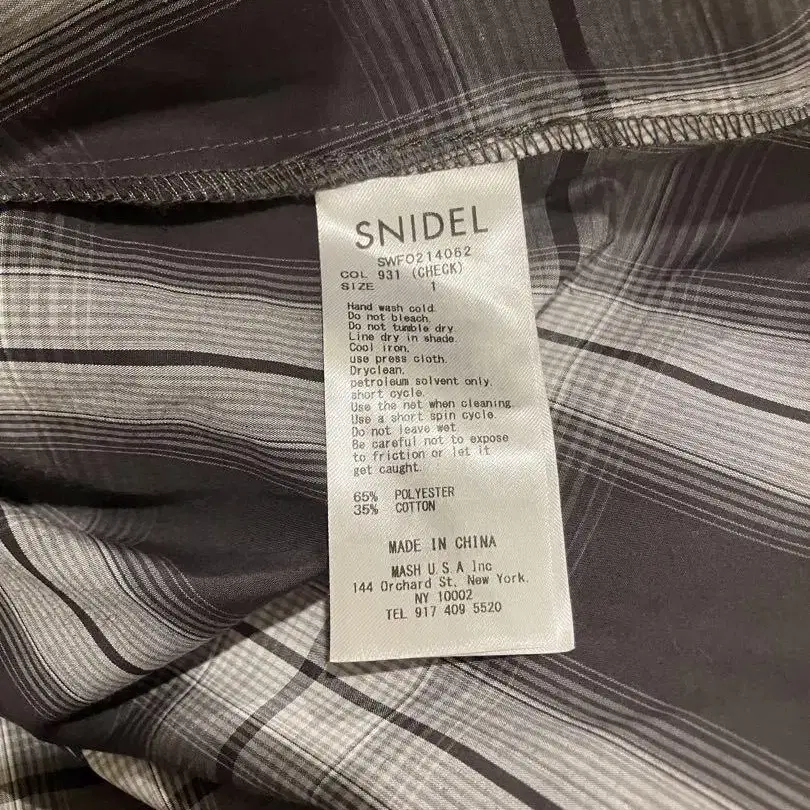 SNIDEL
SWFO214062
COL 931 (CHECK)
SIZE 1
Hand wash cold.
Do not bleach.
Do not tumble dry
Line dry in shade.
Cool iron,
use press cloth.
Dryclean,
petroleum solvent only,
short cycle.
Use the net when cleaning.
Use a short spin cycle.
Do not leave wet.
Be careful not to expose
to friction or let it
get caught.
65% POLYESTER
35% COTTON
MADE IN CHINA
MASH U.S.A Inc
144 Orchard St, New York,
NY 10002
TEL 917 409 5520